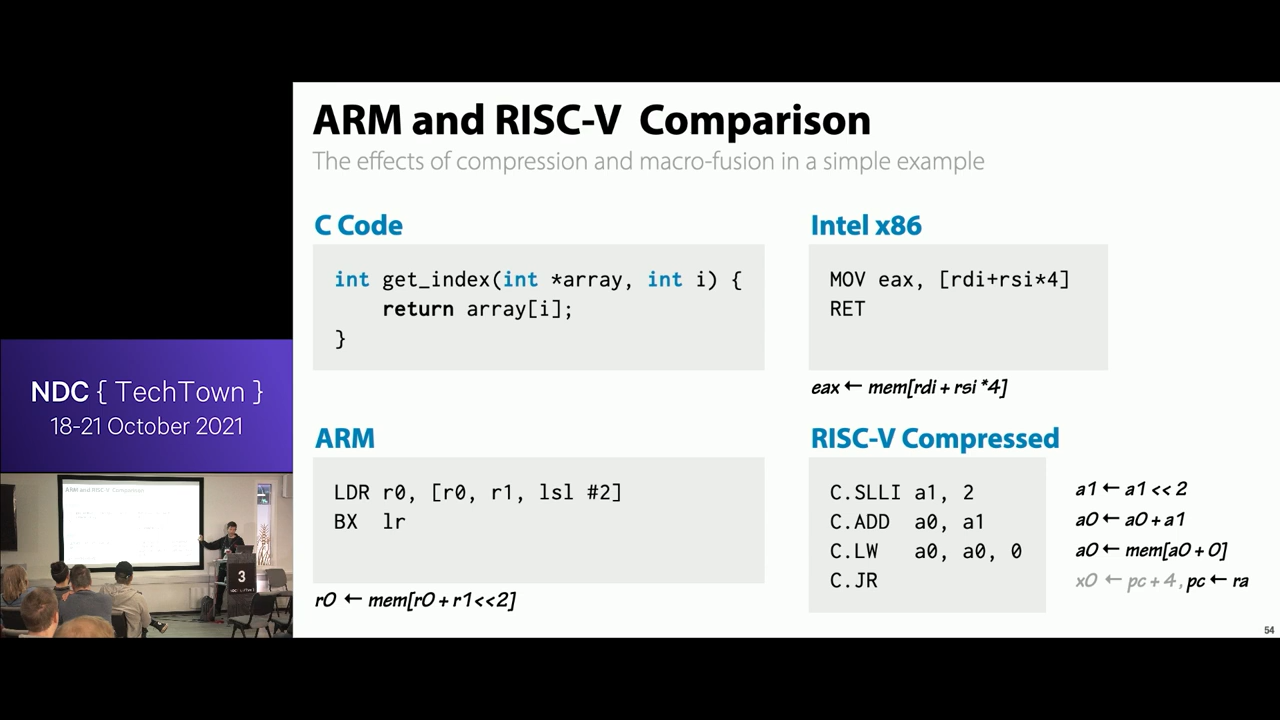 ARM and RISC-V Comparison
The effects of compression and macro-fusion in a simple example
C Code
int get_index(int *array, int i) {
return array[i];
}
Intel x86
MOV eax, [rdi+rsi*4]
RET
eax ← mem[rdi + rsi *4]
ARM
LDR r0, [r0, r1, lsl #2]
BX lr
r0 ← mem[r0 + r1<<2]
RISC-V Compressed
C.SLLI a1, 2
C.ADD a0, a1
C.LW a0, a0, 0
C.JR
a1 ← a1 << 2
a0 ← a0 + a1
a0 ← mem[a0 + 0]
x0 ← pc + 4 , pc ← ra
54
NDC { TechTown }
18-21 October 2021
ARM and RISC-V Comparison
3